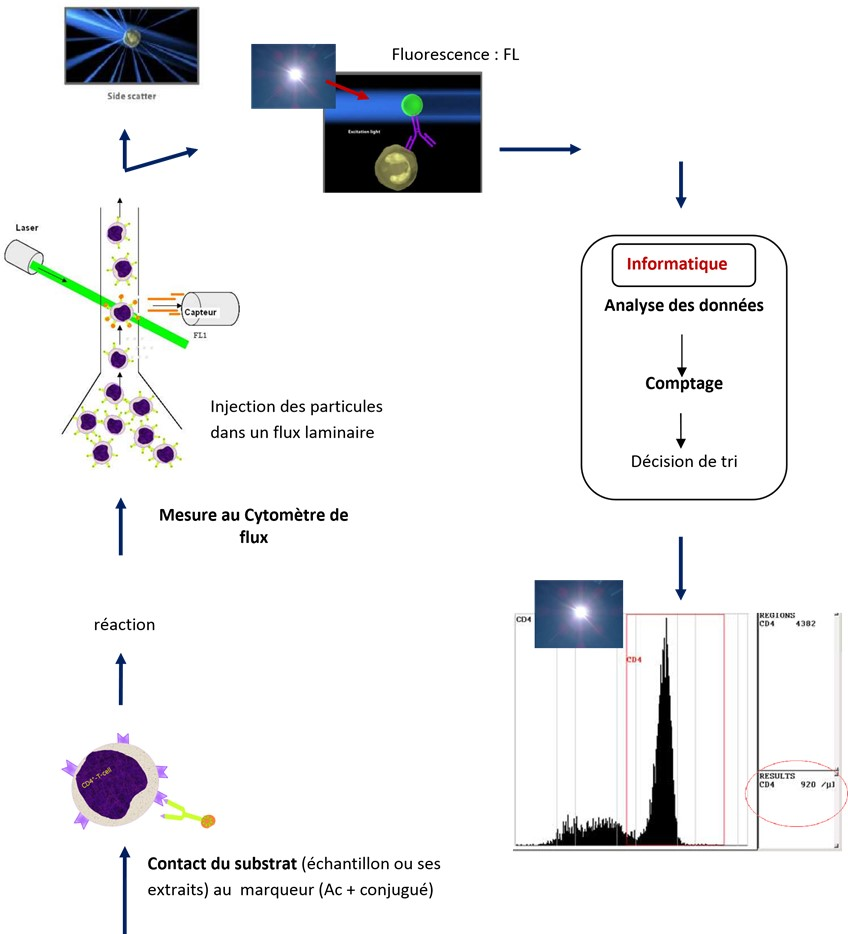 Side scatter
Fluorescence : FL
Excitation light
Laser
Capteur
FL1
Informatique
Analyse des données
Comptage
Décision de tri
Injection des particules
dans un flux laminaire
Mesure au Cytomètre de
flux
réaction
CD4
CD4
REGIONS
CD4 4382
RESULTS
CD4 920 /µl
CD4⁺-T-cell
Contact du substrat (échantillon ou ses
extraits) au marqueur (Ac + conjugué)